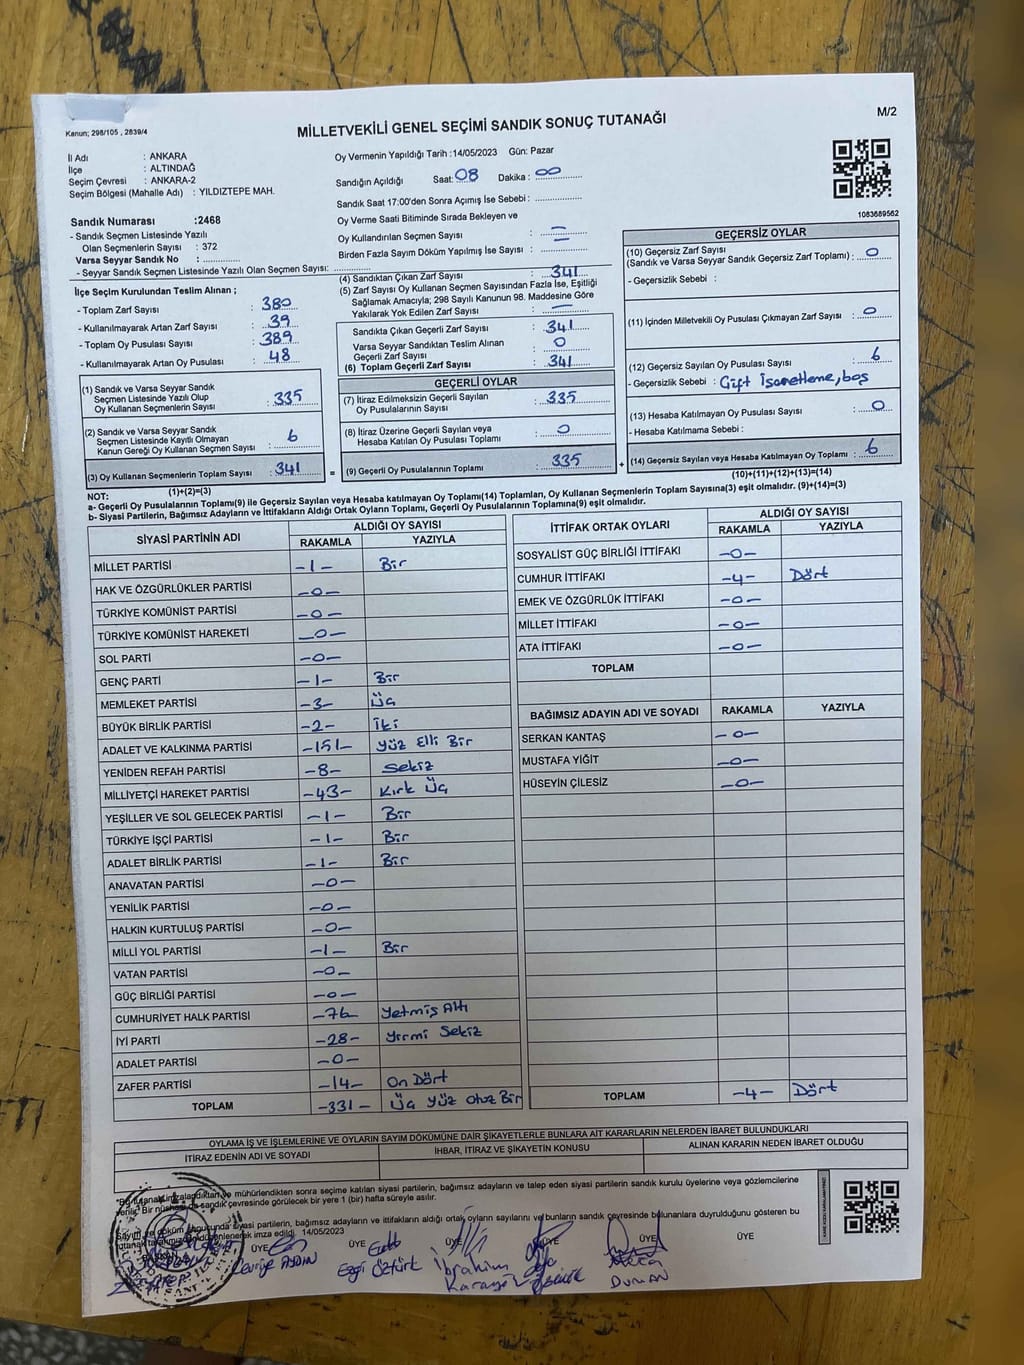 Kanun; 298/105 , 2839/4
MİLLETVEKİLİ GENEL SEÇİMİ SANDIK SONUÇ TUTANAĞI
M/2
İl Adı : ANKARA
İlçe : ALTINDAĞ
Seçim Çevresi : ANKARA-2
Seçim Bölgesi (Mahalle Adı) : YILDIZTEPE MAH.
Sandık Numarası :2468
- Sandık Seçmen Listesinde Yazılı
Olan Seçmenlerin Sayısı : 372
Varsa Seyyar Sandık No :
- Seyyar Sandık Seçmen Listesinde Yazılı Olan Seçmen Sayısı:
Oy Vermenin Yapıldığı Tarih :14/05/2023 Gün: Pazar
Sandığın Açıldığı Saat: 08 Dakika : 00
Sandık Saat 17:00'den Sonra Açımış İse Sebebi :
Oy Verme Saati Bitiminde Sırada Bekleyen ve
Oy Kullandırılan Seçmen Sayısı : —
Birden Fazla Sayım Döküm Yapılmış İse Sayısı : —
1083689562
İlçe Seçim Kurulundan Teslim Alınan ;
- Toplam Zarf Sayısı : 380
- Kullanılmayarak Artan Zarf Sayısı : 39
- Toplam Oy Pusulası Sayısı : 389
- Kullanılmayarak Artan Oy Pusulası : 48
(1) Sandık ve Varsa Seyyar Sandık
Seçmen Listesinde Yazılı Olup
Oy Kullanan Seçmenlerin Sayısı : 335
(2) Sandık ve Varsa Seyyar Sandık
Seçmen Listesinde Kayıtlı Olmayan
Kanun Gereği Oy Kullanan Seçmen Sayısı : 6
(3) Oy Kullanan Seçmenlerin Toplam Sayısı : 341
(1)+(2)=(3)
(4) Sandıktan Çıkan Zarf Sayısı : 341
(5) Zarf Sayısı Oy Kullanan Seçmen Sayısından Fazla İse, Eşitliği
Sağlamak Amacıyla; 298 Sayılı Kanunun 98. Maddesine Göre
Yakılarak Yok Edilen Zarf Sayısı : —
Sandıkta Çıkan Geçerli Zarf Sayısı : 341
Varsa Seyyar Sandıktan Teslim Alınan
Geçerli Zarf Sayısı : 0
(6) Toplam Geçerli Zarf Sayısı : 341
GEÇERLİ OYLAR
(7) İtiraz Edilmeksizin Geçerli Sayılan
Oy Pusulalarının Sayısı : 335
(8) İtiraz Üzerine Geçerli Sayılan veya
Hesaba Katılan Oy Pusulası Toplamı : 0
= (9) Geçerli Oy Pusulalarının Toplamı : 335 +
GEÇERSİZ OYLAR
(10) Geçersiz Zarf Sayısı
(Sandık ve Varsa Seyyar Sandık Geçersiz Zarf Toplamı) : 0
- Geçersizlik Sebebi :
(11) İçinden Milletvekili Oy Pusulası Çıkmayan Zarf Sayısı : 0
(12) Geçersiz Sayılan Oy Pusulası Sayısı : 6
- Geçersizlik Sebebi : Çift İşaretleme, boş
(13) Hesaba Katılmayan Oy Pusulası Sayısı : 0
- Hesaba Katılmama Sebebi :
(14) Geçersiz Sayılan veya Hesaba Katılmayan Oy Toplamı : 6
(10)+(11)+(12)+(13)=(14)
NOT:
a- Geçerli Oy Pusulalarının Toplamı(9) ile Geçersiz Sayılan veya Hesaba katılmayan Oy Toplamı(14) Toplamları, Oy Kullanan Seçmenlerin Toplam Sayısına(3) eşit olmalıdır. (9)+(14)=(3)
b- Siyasi Partilerin, Bağımsız Adayların ve İttifakların Aldığı Ortak Oyların Toplamı, Geçerli Oy Pusulalarının Toplamına(9) eşit olmalıdır.
SİYASİ PARTİNİN ADI ALDIĞI OY SAYISI
RAKAMLA YAZIYLA
MİLLET PARTİSİ -1- Bir
HAK VE ÖZGÜRLÜKLER PARTİSİ -0-
TÜRKİYE KOMÜNİST PARTİSİ -0-
TÜRKİYE KOMÜNİST HAREKETİ -0-
SOL PARTİ -0-
GENÇ PARTİ -1- Bir
MEMLEKET PARTİSİ -3- Üç
BÜYÜK BİRLİK PARTİSİ -2- İki
ADALET VE KALKINMA PARTİSİ -151- Yüz Elli Bir
YENİDEN REFAH PARTİSİ -8- Sekiz
MİLLİYETÇİ HAREKET PARTİSİ -43- Kırk Üç
YEŞİLLER VE SOL GELECEK PARTİSİ -1- Bir
TÜRKİYE İŞÇİ PARTİSİ -1- Bir
ADALET BİRLİK PARTİSİ -1- Bir
ANAVATAN PARTİSİ -0-
YENİLİK PARTİSİ -0-
HALKIN KURTULUŞ PARTİSİ -0-
MİLLİ YOL PARTİSİ -1- Bir
VATAN PARTİSİ -0-
GÜÇ BİRLİĞİ PARTİSİ -0-
CUMHURİYET HALK PARTİSİ -76- Yetmiş Altı
İYİ PARTİ -28- Yirmi Sekiz
ADALET PARTİSİ -0-
ZAFER PARTİSİ -14- On Dört
TOPLAM -331- Üç Yüz Otuz Bir
İTTİFAK ORTAK OYLARI ALDIĞI OY SAYISI
RAKAMLA YAZIYLA
SOSYALİST GÜÇ BİRLİĞİ İTTİFAKI -0-
CUMHUR İTTİFAKI -4- Dört
EMEK VE ÖZGÜRLÜK İTTİFAKI -0-
MİLLET İTTİFAKI -0-
ATA İTTİFAKI -0-
TOPLAM
BAĞIMSIZ ADAYIN ADI VE SOYADI RAKAMLA YAZIYLA
SERKAN KANTAŞ -0-
MUSTAFA YİĞİT -0-
HÜSEYİN ÇİLESİZ -0-
TOPLAM -4- Dört
OYLAMA İŞ VE İŞLEMLERİNE VE OYLARIN SAYIM DÖKÜMÜNE DAİR ŞİKAYETLERLE BUNLARA AİT KARARLARIN NELERDEN İBARET BULUNDUKLARI
İTİRAZ EDENİN ADI VE SOYADI İHBAR, İTİRAZ VE ŞİKAYETİN KONUSU ALINAN KARARIN NEDEN İBARET OLDUĞU
*Bu tutanak imzalandıktan ve mühürlendikten sonra seçime katılan siyasi partilerin, bağımsız adayların ve talep eden siyasi partilerin sandık kurulu üyelerine veya gözlemcilerine
verilir. Bir nüshası da sandık çevresinde görülecek bir yere 1 (bir) hafta süreyle asılır.
siyasi partilerin, bağımsız adayların ve ittifakların aldığı ortak oyların sayılarını ve bunların sandık çevresinde bulunanlara duyrulduğunu gösteren bu
tutanak tarafımızdan düzenlenerek imza edildi. 14/05/2023
ÜYE ÜYE ÜYE ÜYE ÜYE
Cevriye AYDIN Ezgi Öztürk İbrahim
DUMAN